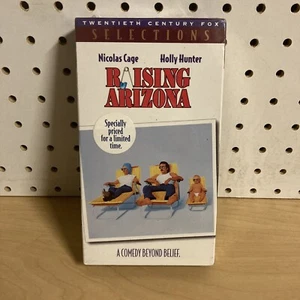 TWENTIETH CENTURY FOX
SELECTIONS
Nicolas Cage Holly Hunter
RAISING
ARIZONA
Specially
priced
for a limited
time.
A COMEDY BEYOND BELIEF.